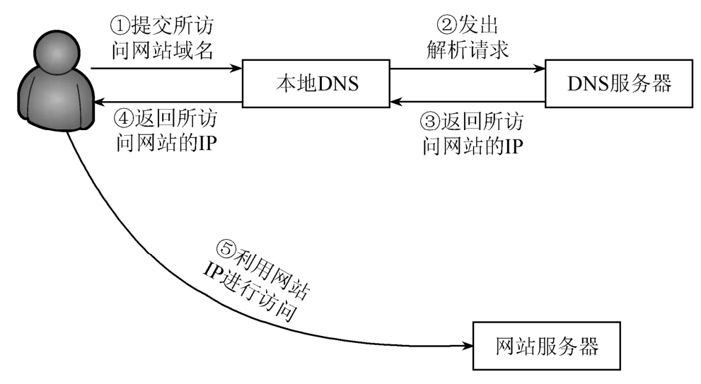 ①提交所访
问网站域名
②发出
解析请求
本地DNS
DNS服务器
④返回所访
问网站的IP
③返回所访
问网站的IP
⑤利用网站
IP进行访问
网站服务器